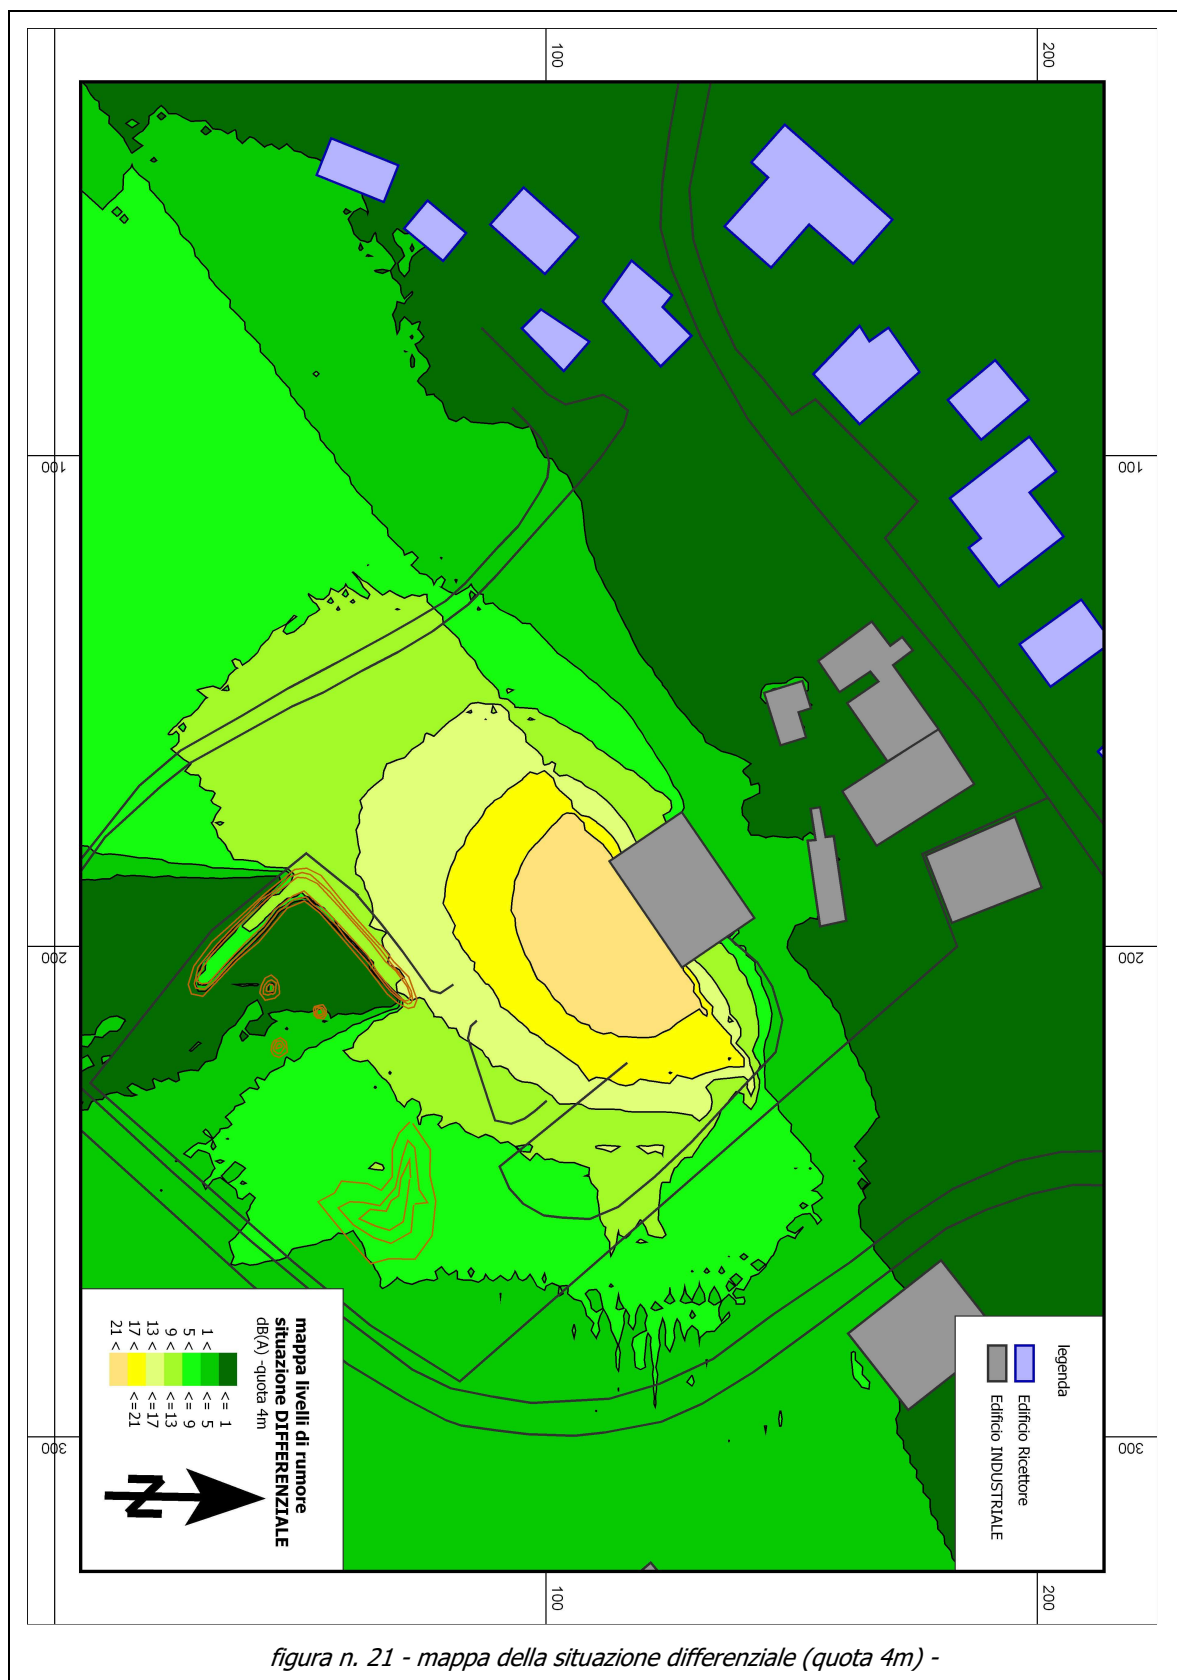 100
200
100
100
200
200
300
300
100
200
mappa livelli di rumore
situazione DIFFERENZIALE
dB(A) -quota 4m
<= 1
1 < <= 5
5 < <= 9
9 < <=13
13 < <=17
17 < <=21
21 <
N
legenda
Edificio Ricettore
Edificio INDUSTRIALE
figura n. 21 - mappa della situazione differenziale (quota 4m) -